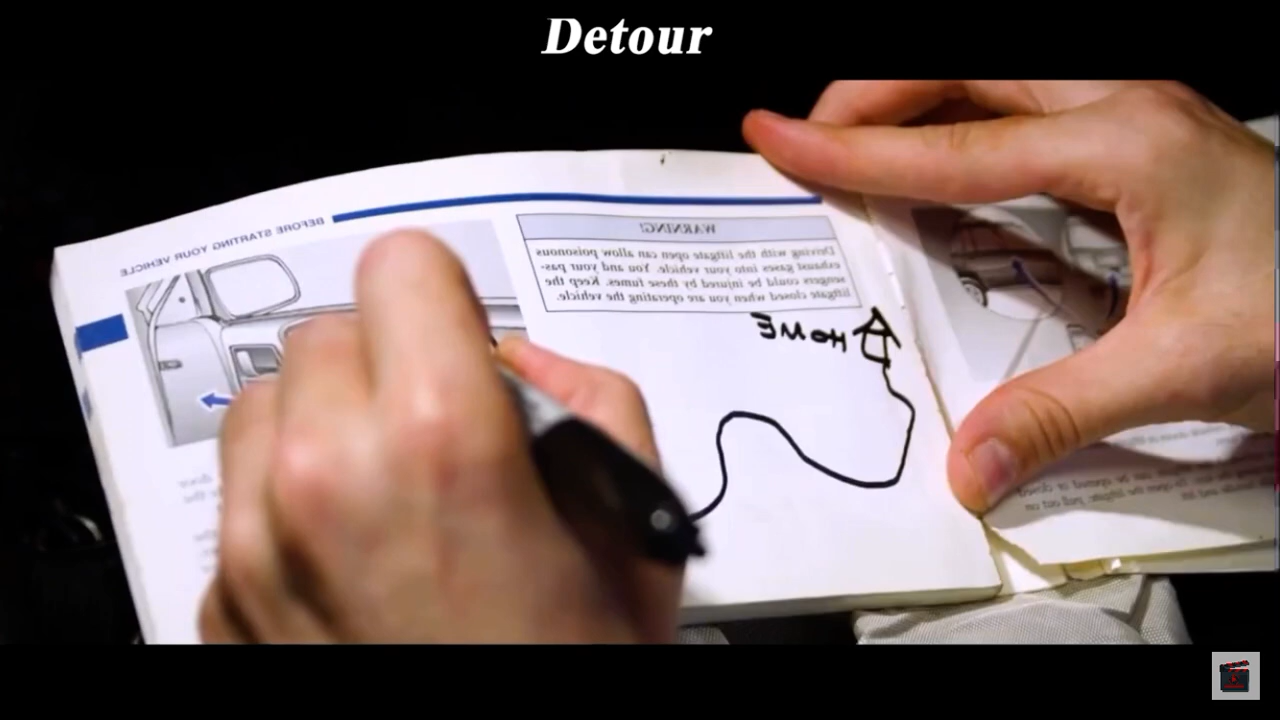 Detour
BEFORE STARTING YOUR VEHICLE
WARNING!
Driving with the liftgate open can allow poisonous
exhaust gases into your vehicle. You and your pas-
sengers could be injured by these fumes. Keep the
liftgate closed when you are operating the vehicle.
HOME